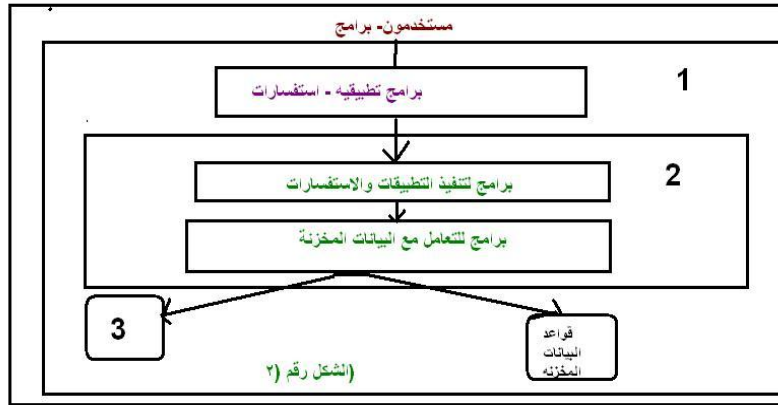 مستخدمون- برامج
1
برامج تطبيقيه - استفسارات
2
برامج لتنفيذ التطبيقات والاستفسارات
برامج للتعامل مع البيانات المخزنة
3
قواعد
البيانات
المخزنه
(الشكل رقم (٢